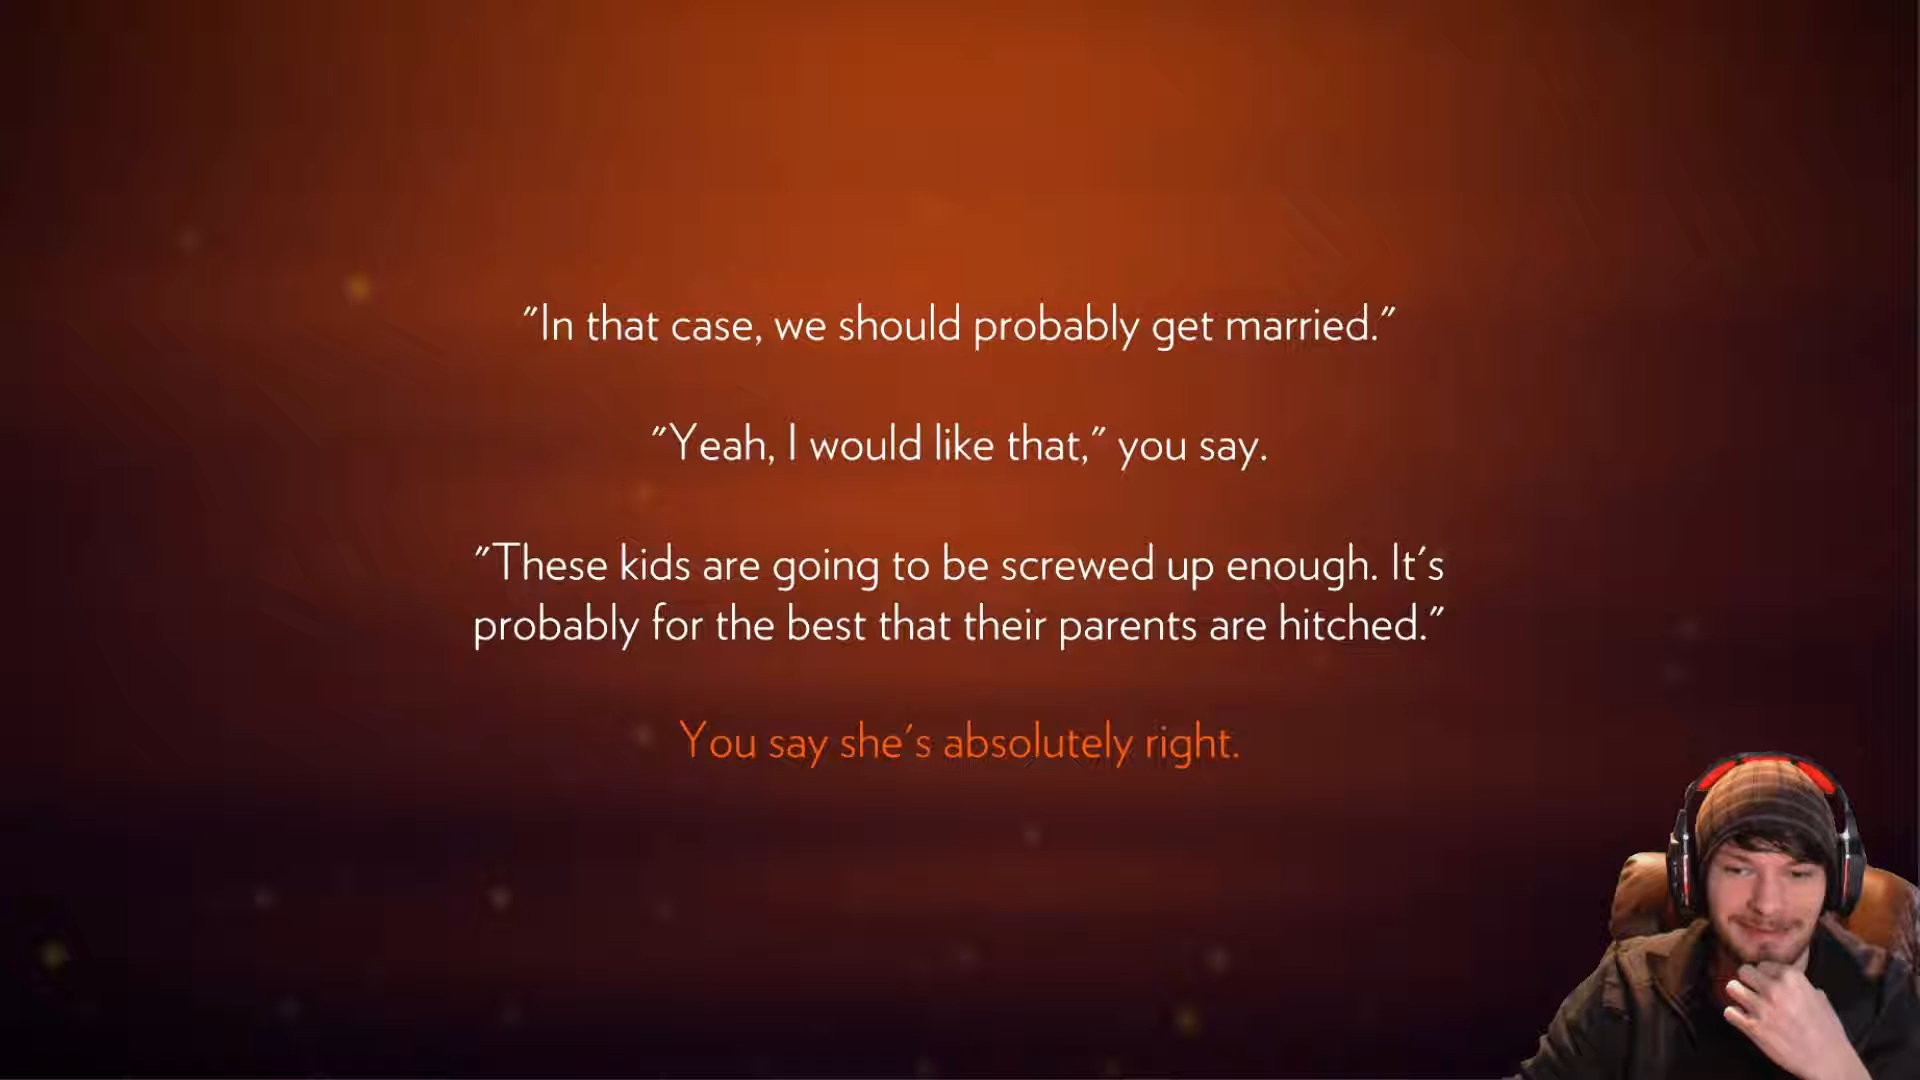 "In that case, we should probably get married."
"Yeah, I would like that," you say.
"These kids are going to be screwed up enough. It's
probably for the best that their parents are hitched."
You say she's absolutely right.